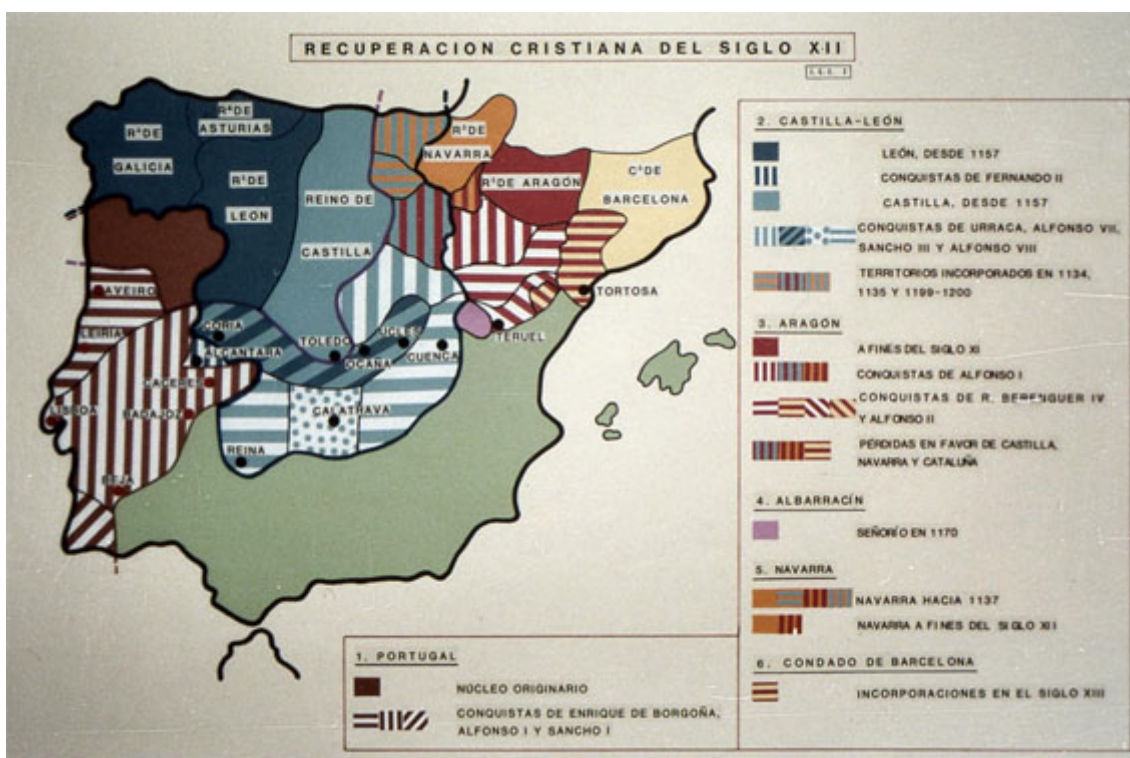 RECUPERACION CRISTIANA DEL SIGLO XII
Rº DE
GALICIA
Rº DE
ASTURIAS
Rº DE
LEÓN
REINO DE
CASTILLA
Rº DE
NAVARRA
Rº DE ARAGÓN
Cº DE
BARCELONA
AVEIRO
LEIRIA
CORIA
ALCANTARA
TOLEDO
OCAÑA
UCLES
CUENCA
TERUEL
TORTOSA
CACERES
BADAJOZ
LISBOA
CALATRAVA
REINA
BEJA
1. PORTUGAL
NÚCLEO ORIGINARIO
CONQUISTAS DE ENRIQUE DE BORGOÑA,
ALFONSO I Y SANCHO I
2. CASTILLA-LEÓN
LEÓN, DESDE 1157
CONQUISTAS DE FERNANDO II
CASTILLA, DESDE 1157
CONQUISTAS DE URRACA, ALFONSO VII,
SANCHO III Y ALFONSO VIII
TERRITORIOS INCORPORADOS EN 1134,
1135 Y 1199-1200
3. ARAGÓN
A FINES DEL SIGLO XI
CONQUISTAS DE ALFONSO I
CONQUISTAS DE R. BERENGUER IV
Y ALFONSO II
PÉRDIDAS EN FAVOR DE CASTILLA,
NAVARRA Y CATALUÑA
4. ALBARRACÍN
SEÑORÍO EN 1170
5. NAVARRA
NAVARRA HACIA 1137
NAVARRA A FINES DEL SIGLO XII
6. CONDADO DE BARCELONA
INCORPORACIONES EN EL SIGLO XIII